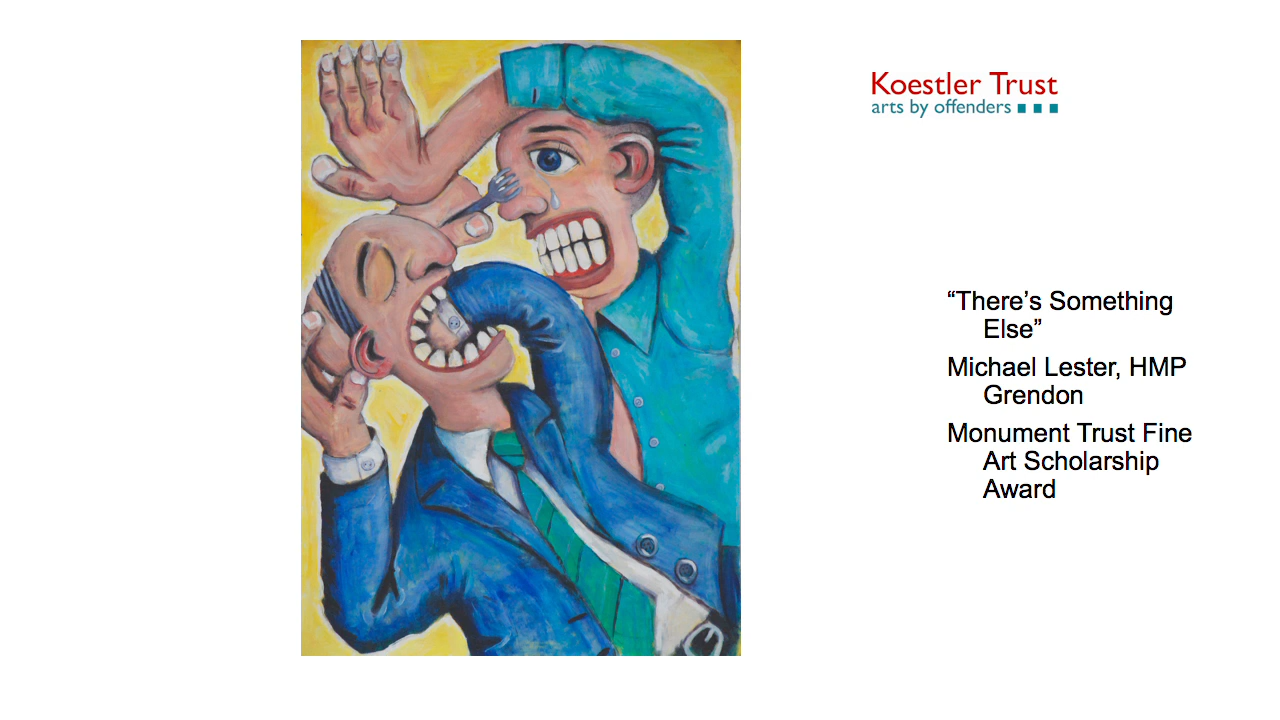 Koestler Trust
arts by offenders
“There’s Something
Else”
Michael Lester, HMP
Grendon
Monument Trust Fine
Art Scholarship
Award